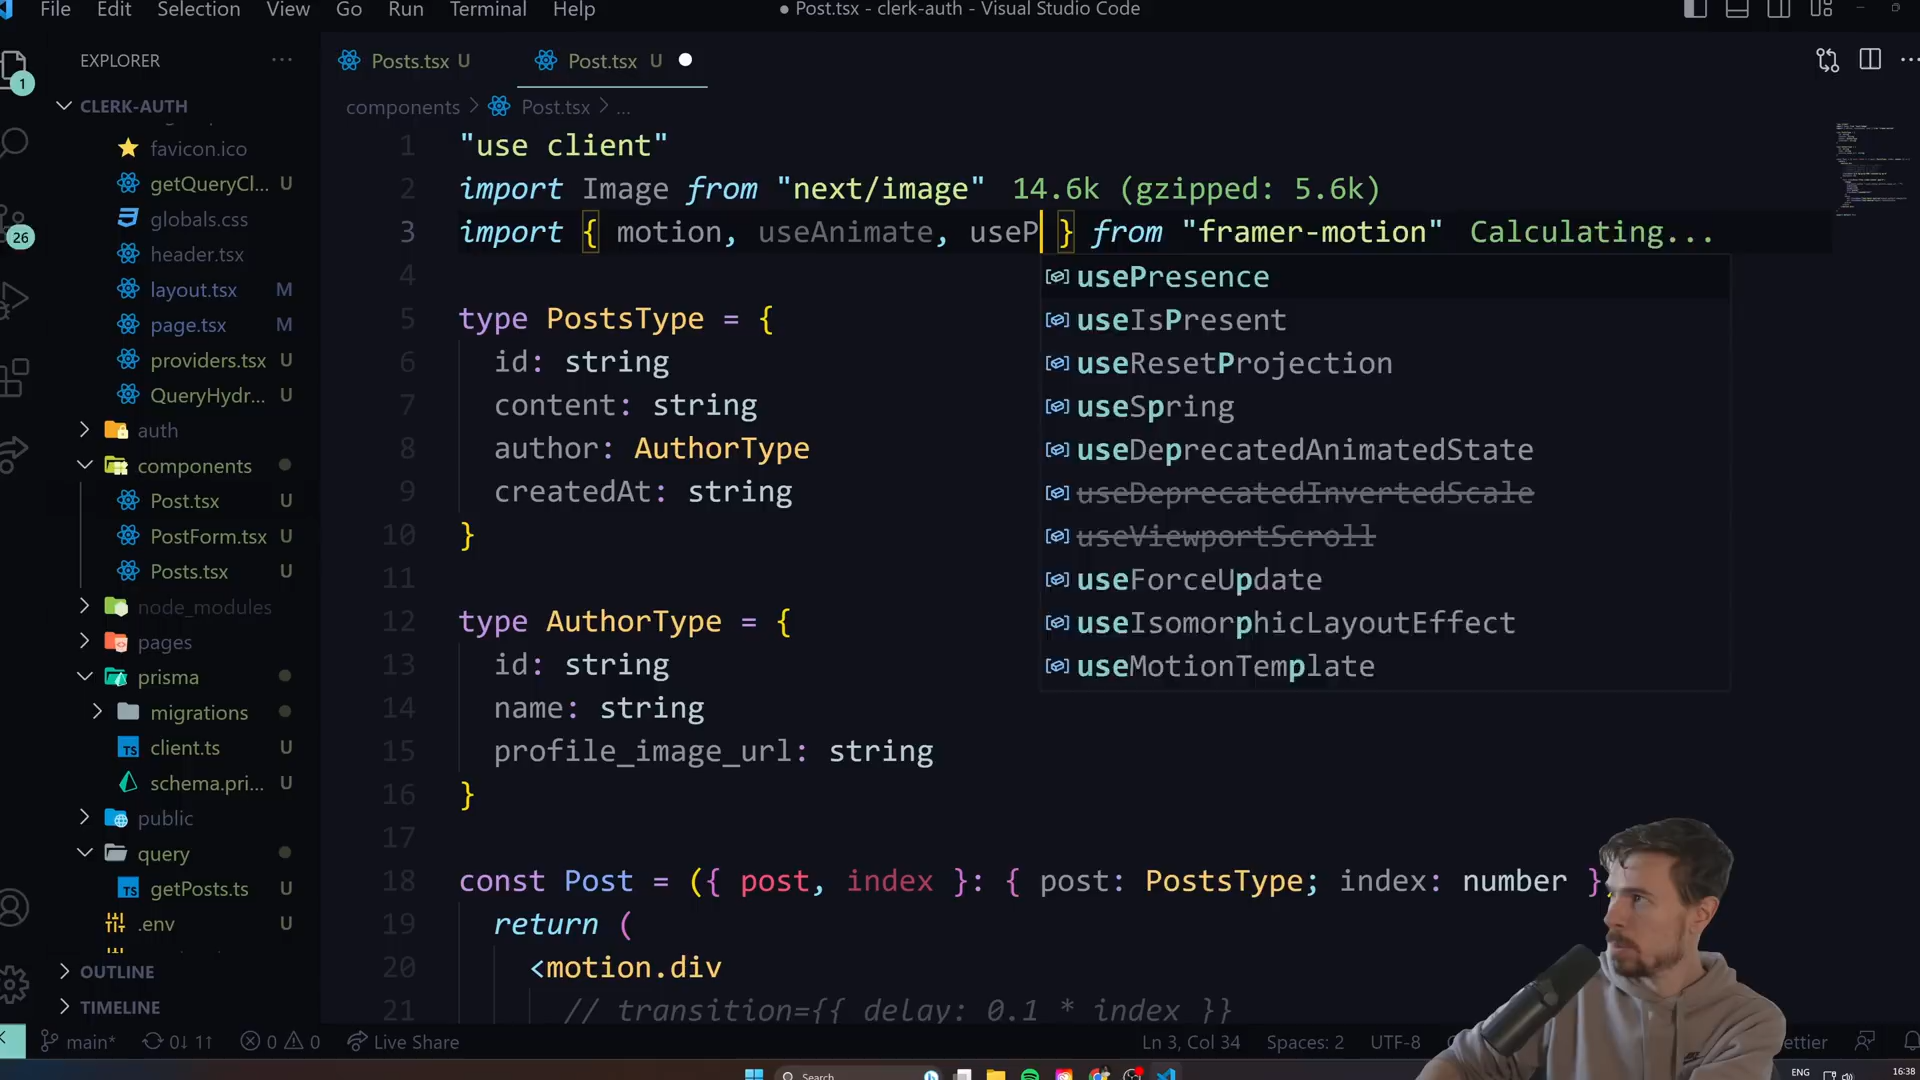 File Edit Selection View Go Run Terminal Help
● Post.tsx - clerk-auth - Visual Studio Code
EXPLORER ...
Posts.tsx U
Post.tsx U
components > Post.tsx > ...
1
26
CLERK-AUTH
favicon.ico
getQueryCl... U
globals.css
header.tsx
layout.tsx M
page.tsx M
providers.tsx U
QueryHydr... U
auth
components
Post.tsx U
PostForm.tsx U
Posts.tsx U
node_modules
pages
prisma
migrations
client.ts U
schema.pri... U
public
query
getPosts.ts U
.env U
OUTLINE
TIMELINE
1 "use client"
2 import Image from "next/image" 14.6k (gzipped: 5.6k)
3 import { motion, useAnimate, useP } from "framer-motion" Calculating...
4
5 type PostsType = {
6 id: string
7 content: string
8 author: AuthorType
9 createdAt: string
10 }
11
12 type AuthorType = {
13 id: string
14 name: string
15 profile_image_url: string
16 }
17
18 const Post = ({ post, index }: { post: PostsType; index: number }
19 return (
20 <motion.div
21 // transition={{ delay: 0.1 * index }}
usePresence
useIsPresent
useResetProjection
useSpring
useDeprecatedAnimatedState
useDeprecatedInvertedScale
useViewportScroll
useForceUpdate
useIsomorphicLayoutEffect
useMotionTemplate
main* 0↓ 1↑ 0 0 Live Share
Ln 3, Col 34 Spaces: 2 UTF-8
Search
ENG 16:38